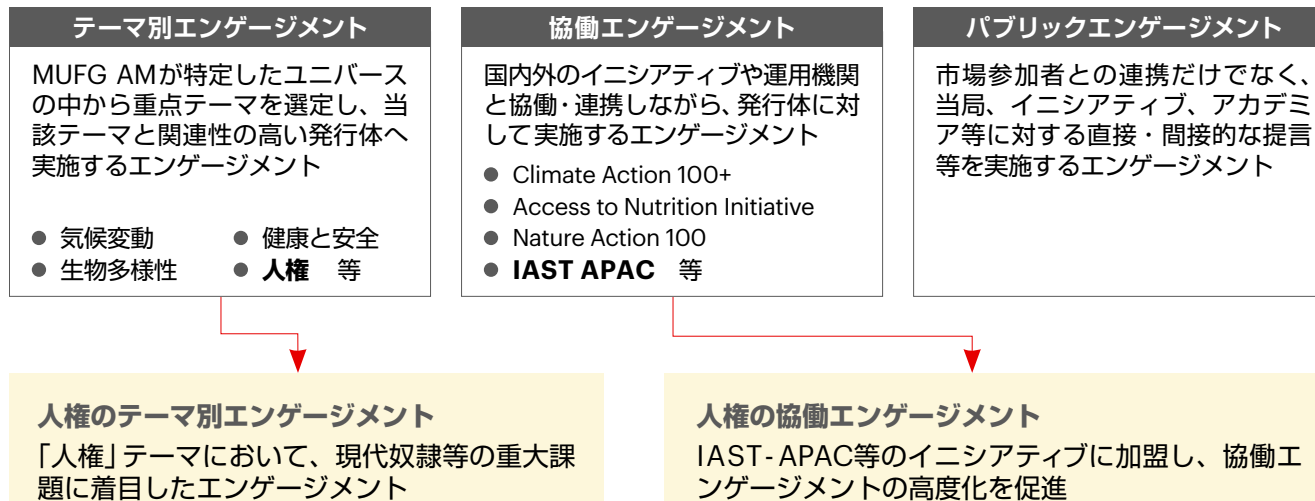 テーマ別エンゲージメント
MUFG AMが特定したユニバース
の中から重点テーマを選定し、当
該テーマと関連性の高い発行体へ
実施するエンゲージメント
● 気候変動 ● 健康と安全
● 生物多様性 ● 人権 等
協働エンゲージメント
国内外のイニシアティブや運用機関
と協働・連携しながら、発行体に対
して実施するエンゲージメント
● Climate Action 100+
● Access to Nutrition Initiative
● Nature Action 100
● IAST APAC 等
パブリックエンゲージメント
市場参加者との連携だけでなく、
当局、イニシアティブ、アカデミ
ア等に対する直接・間接的な提言
等を実施するエンゲージメント
人権のテーマ別エンゲージメント
「人権」テーマにおいて、現代奴隷等の重大課
題に着目したエンゲージメント
人権の協働エンゲージメント
IAST-APAC等のイニシアティブに加盟し、協働エ
ンゲージメントの高度化を促進